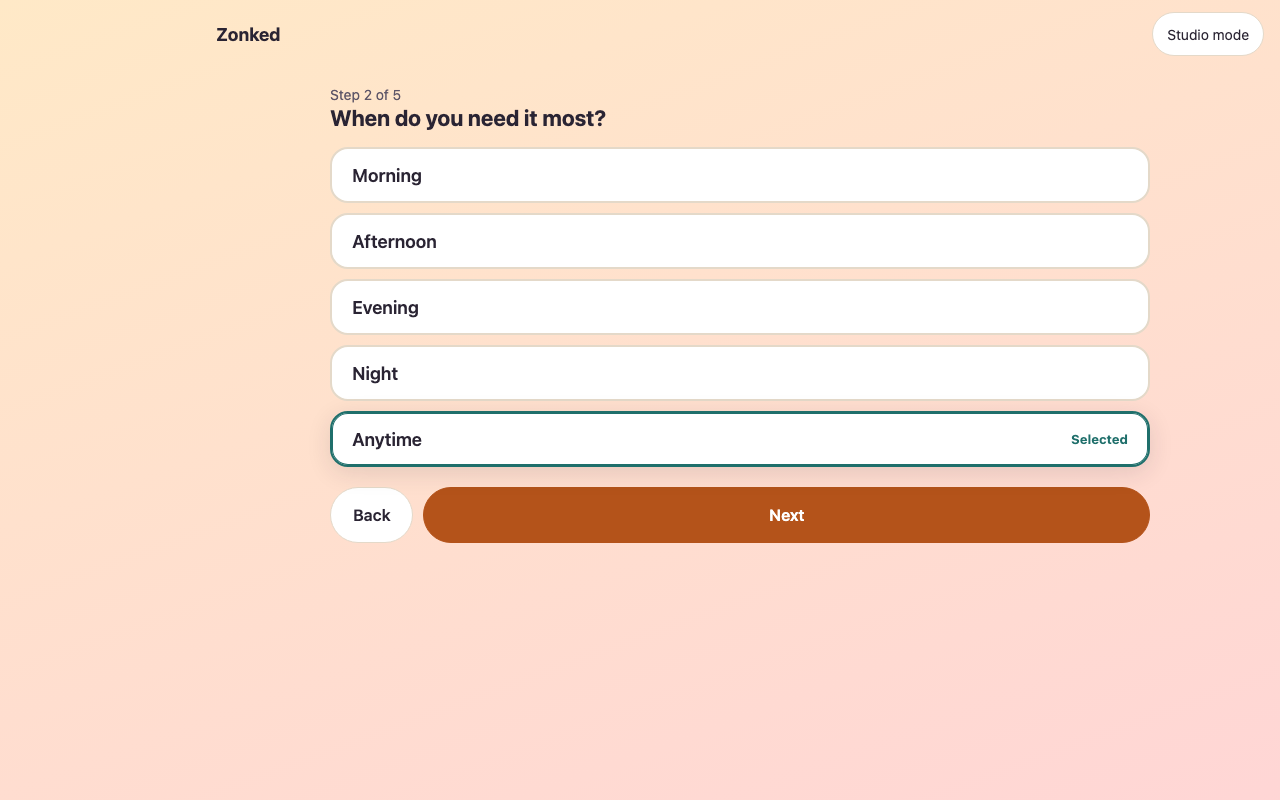 Zonked
Studio mode
Step 2 of 5
When do you need it most?
Morning
Afternoon
Evening
Night
Anytime
Selected
Back
Next